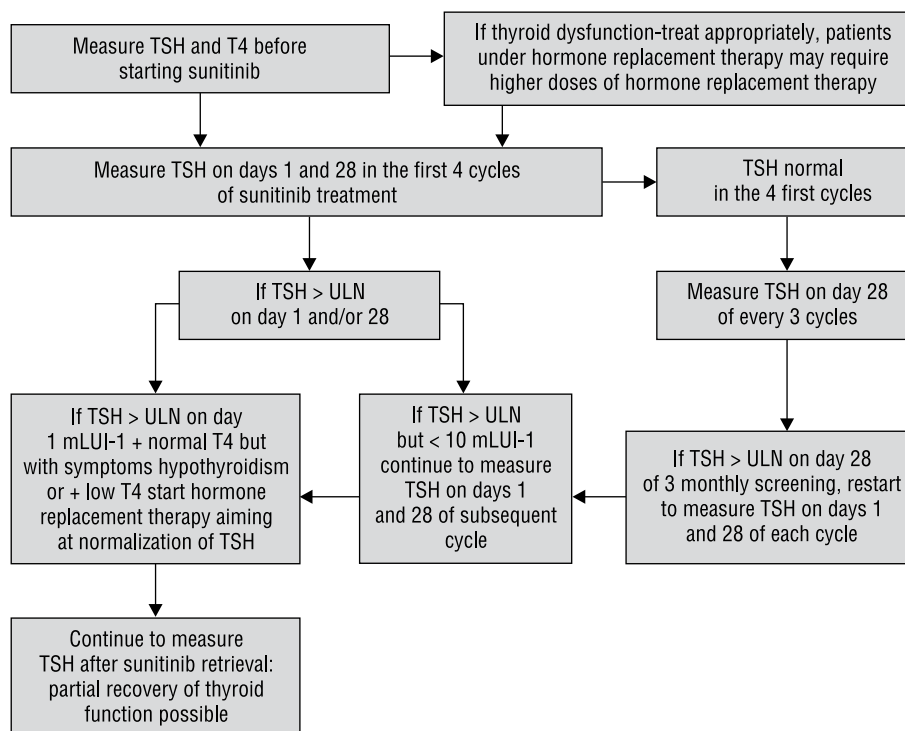 Measure TSH and T4 before
starting sunitinib
If thyroid dysfunction-treat appropriately, patients
under hormone replacement therapy may require
higher doses of hormone replacement therapy
Measure TSH on days 1 and 28 in the first 4 cycles
of sunitinib treatment
TSH normal
in the 4 first cycles
If TSH > ULN
on day 1 and/or 28
Measure TSH on day 28
of every 3 cycles
If TSH > ULN on day
1 mLUI-1 + normal T4 but
with symptoms hypothyroidism
or + low T4 start hormone
replacement therapy aiming
at normalization of TSH
If TSH > ULN
but < 10 mLUI-1
continue to measure
TSH on days 1
and 28 of subsequent
cycle
If TSH > ULN on day 28
of 3 monthly screening, restart
to measure TSH on days 1
and 28 of each cycle
Continue to measure
TSH after sunitinib retrieval:
partial recovery of thyroid
function possible